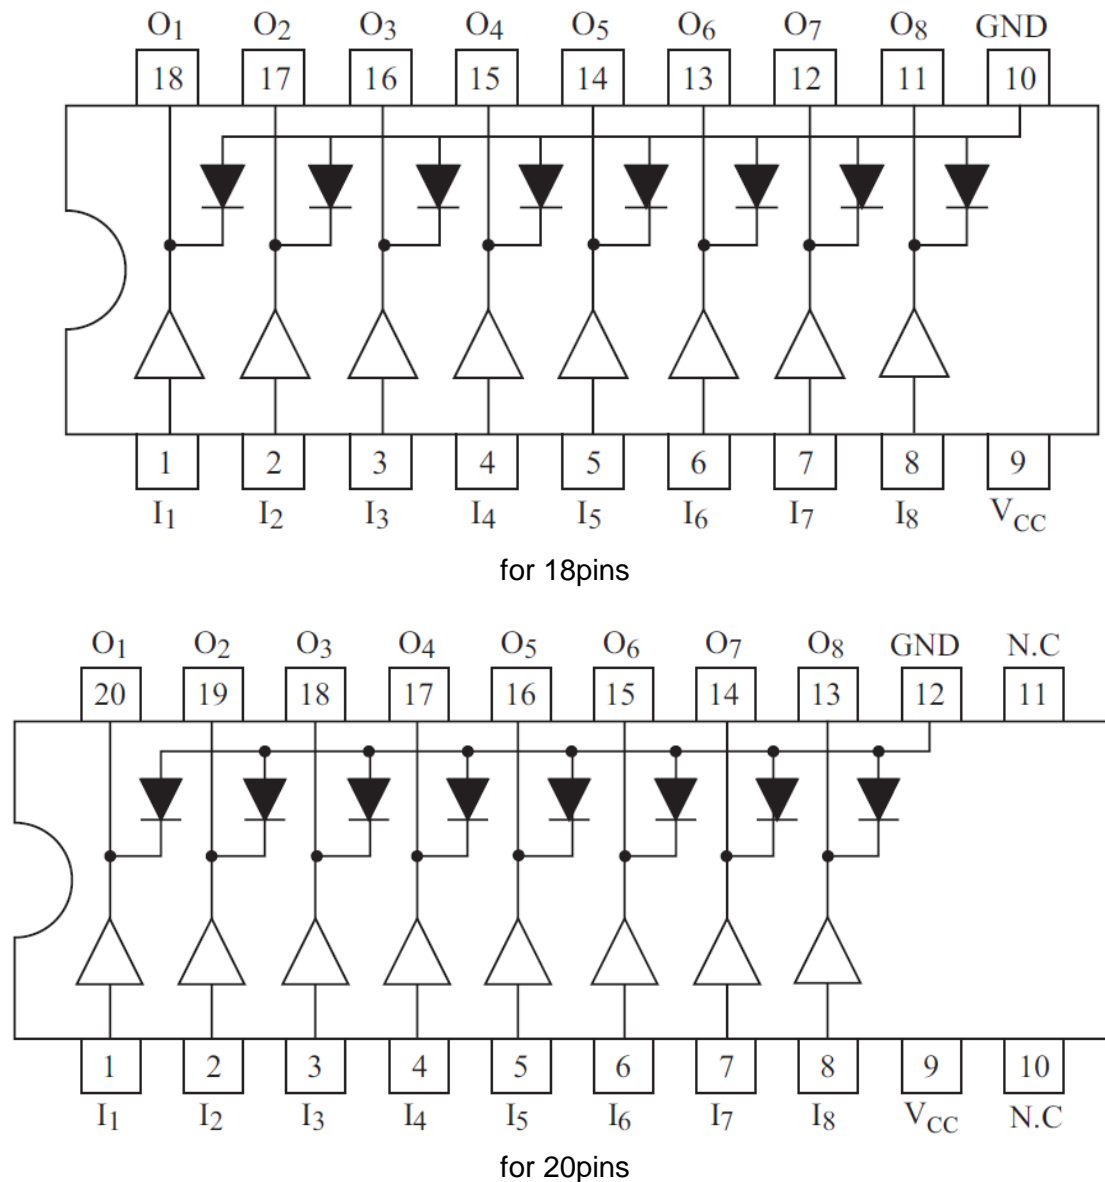 O1 O2 O3 O4 O5 O6 O7 O8 GND
18 17 16 15 14 13 12 11 10
1 2 3 4 5 6 7 8 9
I1 I2 I3 I4 I5 I6 I7 I8 VCC
for 18pins
O1 O2 O3 O4 O5 O6 O7 O8 GND N.C
20 19 18 17 16 15 14 13 12 11
1 2 3 4 5 6 7 8 9 10
I1 I2 I3 I4 I5 I6 I7 I8 VCC N.C
for 20pins